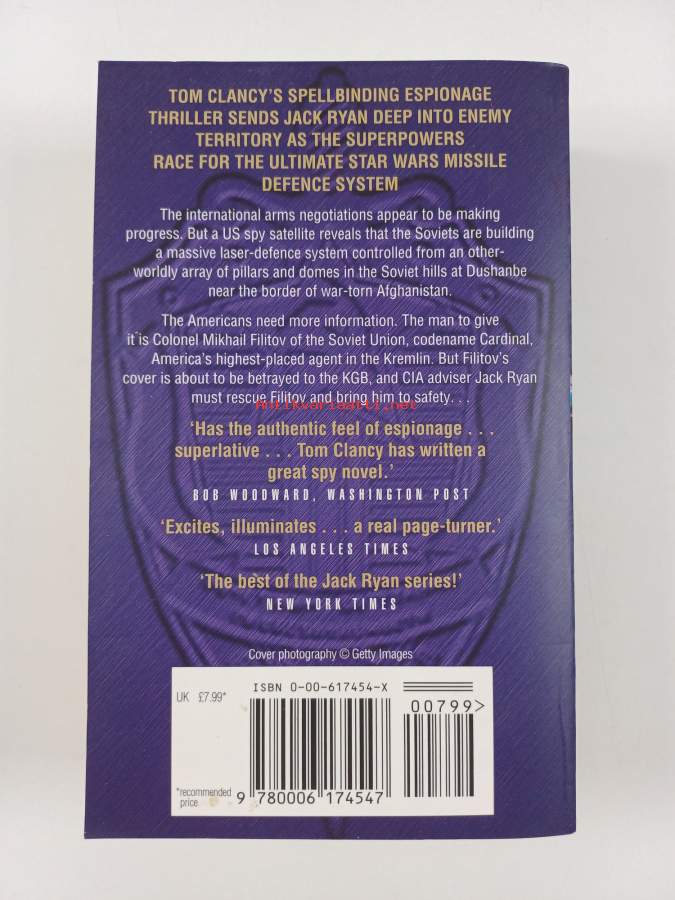 TOM CLANCY'S SPELLBINDING ESPIONAGE
THRILLER SENDS JACK RYAN DEEP INTO ENEMY
TERRITORY AS THE SUPERPOWERS
RACE FOR THE ULTIMATE STAR WARS MISSILE
DEFENCE SYSTEM
The international arms negotiations appear to be making
progress. But a US spy satellite reveals that the Soviets are building
a massive laser-defence system controlled from an other-
worldly array of pillars and domes in the Soviet hills at Dushanbe
near the border of war-torn Afghanistan.
The Americans need more information. The man to give
it is Colonel Mikhail Filitov of the Soviet Union, codename Cardinal,
America's highest-placed agent in the Kremlin. But Filitov's
cover is about to be betrayed to the KGB, and CIA adviser Jack Ryan
must rescue Filitov and bring him to safety. . .
Antikvariaatti.net
'Has the authentic feel of espionage . . .
superlative . . . Tom Clancy has written a
great spy novel.'
BOB WOODWARD, WASHINGTON POST
'Excites, illuminates . . . a real page-turner.'
LOS ANGELES TIMES
'The best of the Jack Ryan series!'
NEW YORK TIMES
Cover photography © Getty Images
UK £7.99*
ISBN 0-00-617454-X
00799>
*recommended
price
9 780006 174547